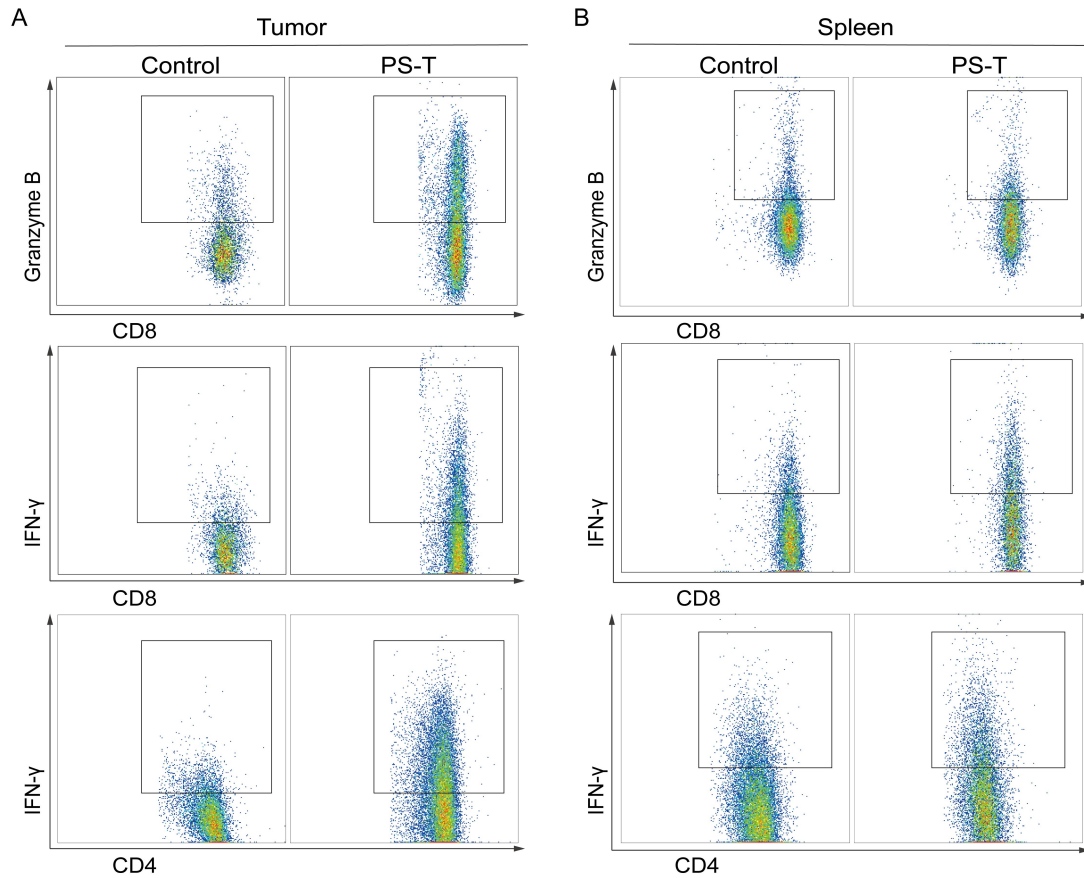 A
Tumor
Control
PS-T
Granzyme B
CD8
IFN-γ
CD8
IFN-γ
CD4
B
Spleen
Control
PS-T
Granzyme B
CD8
IFN-γ
CD8
IFN-γ
CD4